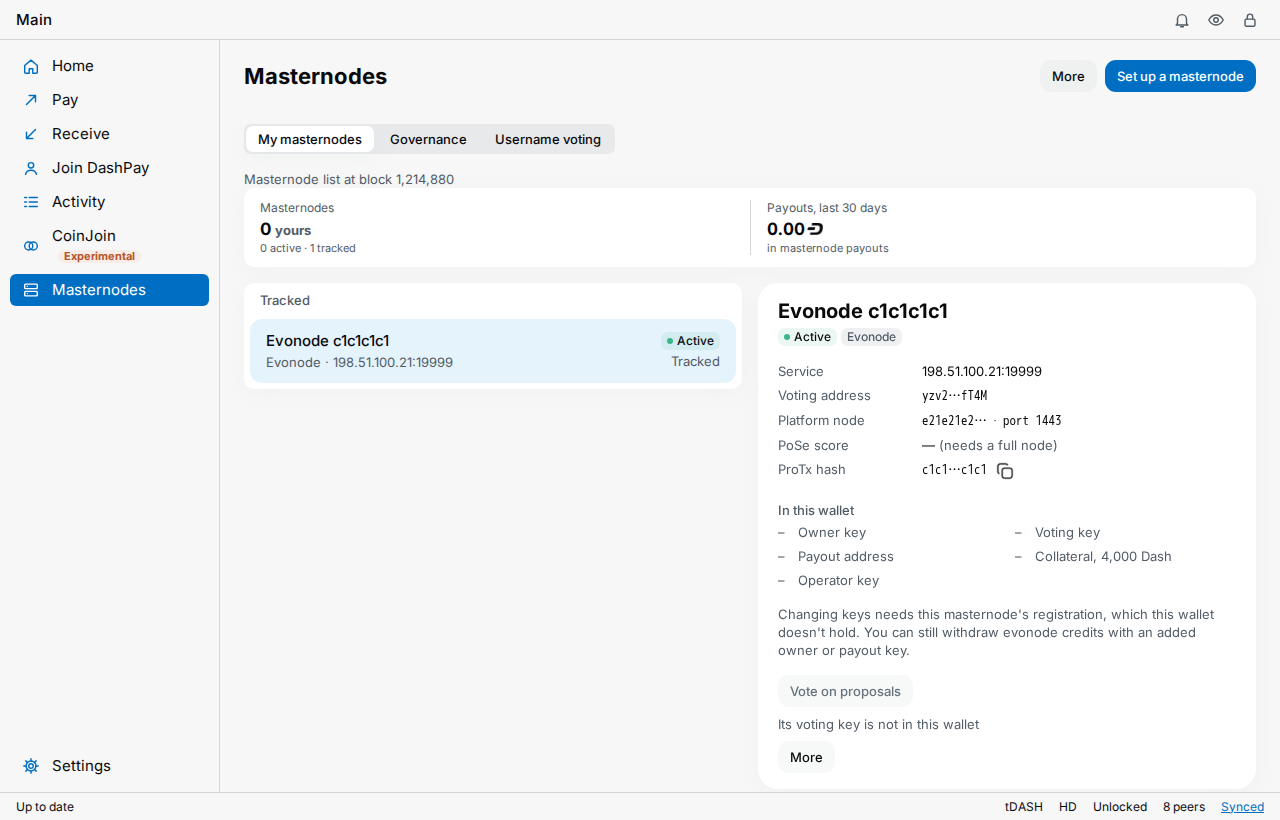 Main
Home
Pay
Receive
Join DashPay
Activity
CoinJoin
Experimental
Masternodes
Settings
Masternodes
More
Set up a masternode
My masternodes
Governance
Username voting
Masternode list at block 1,214,880
Masternodes
0 yours
0 active · 1 tracked
Payouts, last 30 days
0.00
in masternode payouts
Tracked
Evonode c1c1c1c1
Active
Evonode · 198.51.100.21:19999
Tracked
Evonode c1c1c1c1
Active
Evonode
Service 198.51.100.21:19999
Voting address yzv2⋯fT4M
Platform node e21e21e2⋯ · port 1443
PoSe score — (needs a full node)
ProTx hash c1c1⋯c1c1
In this wallet
– Owner key
– Voting key
– Payout address
– Collateral, 4,000 Dash
– Operator key
Changing keys needs this masternode's registration, which this wallet
doesn't hold. You can still withdraw evonode credits with an added
owner or payout key.
Vote on proposals
Its voting key is not in this wallet
More
Up to date
tDASH
HD
Unlocked
8 peers
Synced